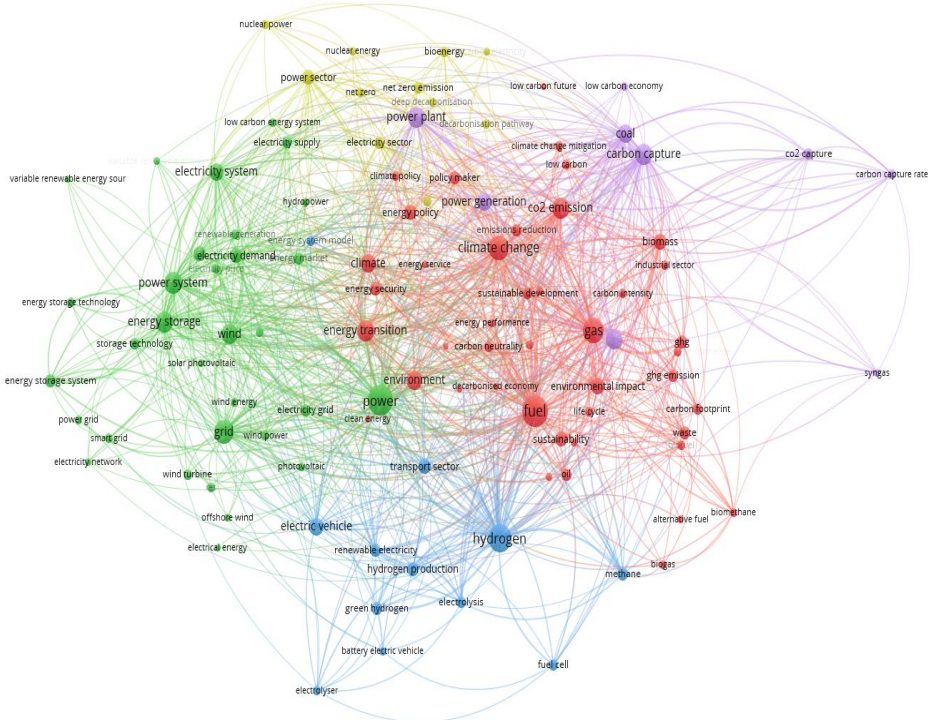 nuclear power
nuclear energy
bioenergy
power sector
net zero
net zero emission
low carbon future
low carbon economy
deep decarbonisation
power plant
decarbonisation pathway
low carbon energy system
coal
electricity supply
electricity sector
climate change mitigation
carbon capture
co2 capture
low carbon
electricity system
climate policy
policy maker
carbon capture rate
variable renewable energy sour
hydropower
power generation
co2 emission
energy policy
emissions reduction
renewable generation
energy system model
climate change
biomass
electricity demand
energy market
climate
energy service
industrial sector
electricity price
power system
energy security
sustainable development
carbon intensity
energy storage technology
energy storage
wind
energy transition
energy performance
gas
storage technology
carbon neutrality
ghg
solar photovoltaic
syngas
energy storage system
environment
decarbonised economy
environmental impact
ghg emission
wind energy
power
electricity grid
clean energy
fuel
life cycle
carbon footprint
power grid
grid
wind power
smart grid
sustainability
waste
electricity network
photovoltaic
transport sector
wind turbine
oil
offshore wind
electric vehicle
alternative fuel
biomethane
electrical energy
renewable electricity
hydrogen
hydrogen production
methane
biogas
green hydrogen
electrolysis
battery electric vehicle
fuel cell
electrolyser